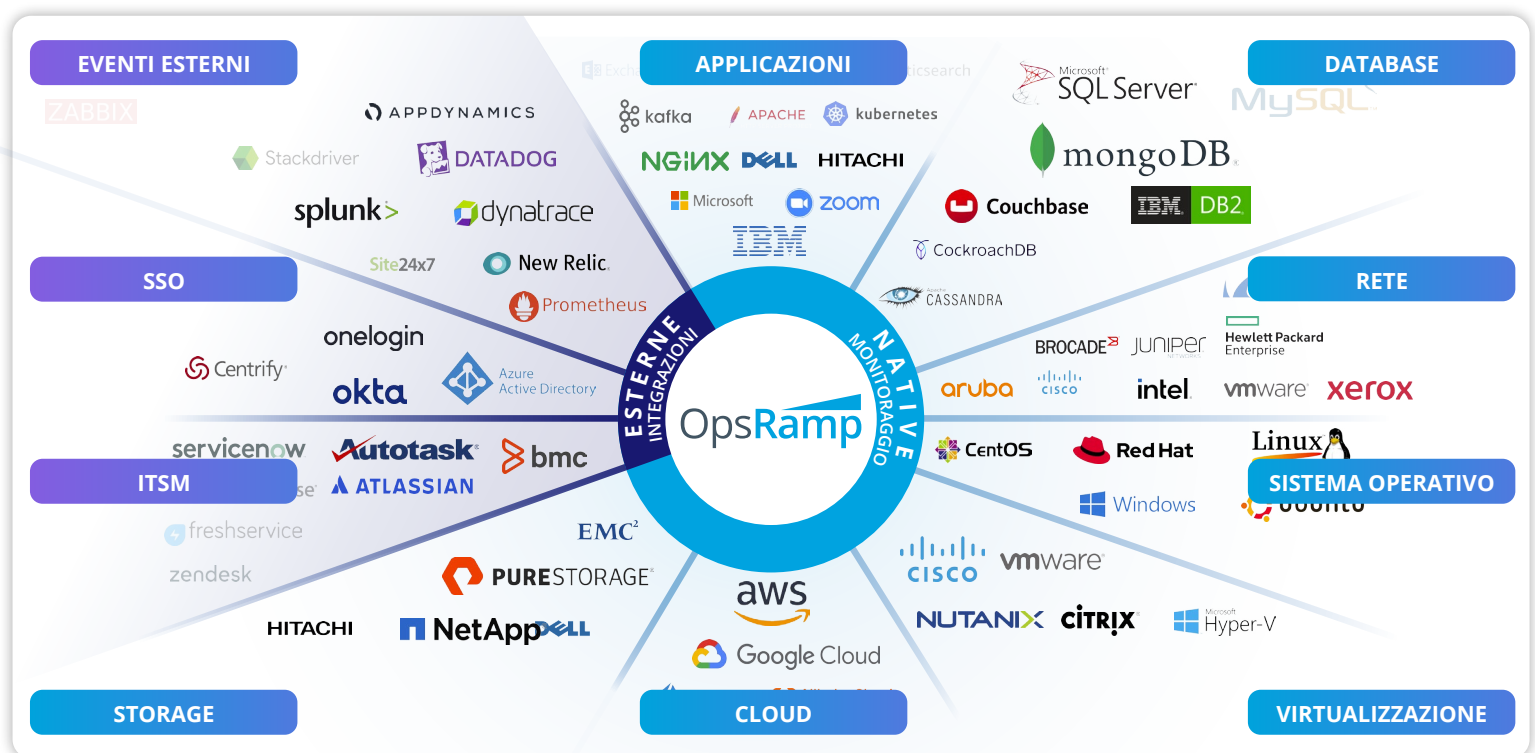 EVENTI ESTERNI
ZABBIX
APPDYNAMICS
Stackdriver
DATADOG
splunk>
dynatrace
Site24x7
New Relic.
Prometheus
APPLICAZIONI
kafka
APACHE
kubernetes
NGINX
DELL
HITACHI
Microsoft
zoom
IBM
DATABASE
Microsoft
SQL Server
MySQL
mongoDB
Couchbase
IBM DB2
CockroachDB
Apache
CASSANDRA
SSO
onelogin
Centrify
okta
Azure
Active Directory
RETE
BROCADE
JUNIPER
NETWORKS
Hewlett Packard
Enterprise
aruba
CISCO
intel.
vmware
xerox
ESTERNE
INTEGRAZIONI
OpsRamp
NATIVE
MONITORAGGIO
servicenow
Autotask
bmc
ITSM
ATLASSIAN
freshservice
zendesk
CentOS
Red Hat
Linux
SISTEMA OPERATIVO
Windows
EMC²
PURESTORAGE
HITACHI
NetApp
DELL
STORAGE
aws
Google Cloud
CLOUD
CISCO
vmware
NUTANIX
CITRIX
Microsoft
Hyper-V
VIRTUALIZZAZIONE